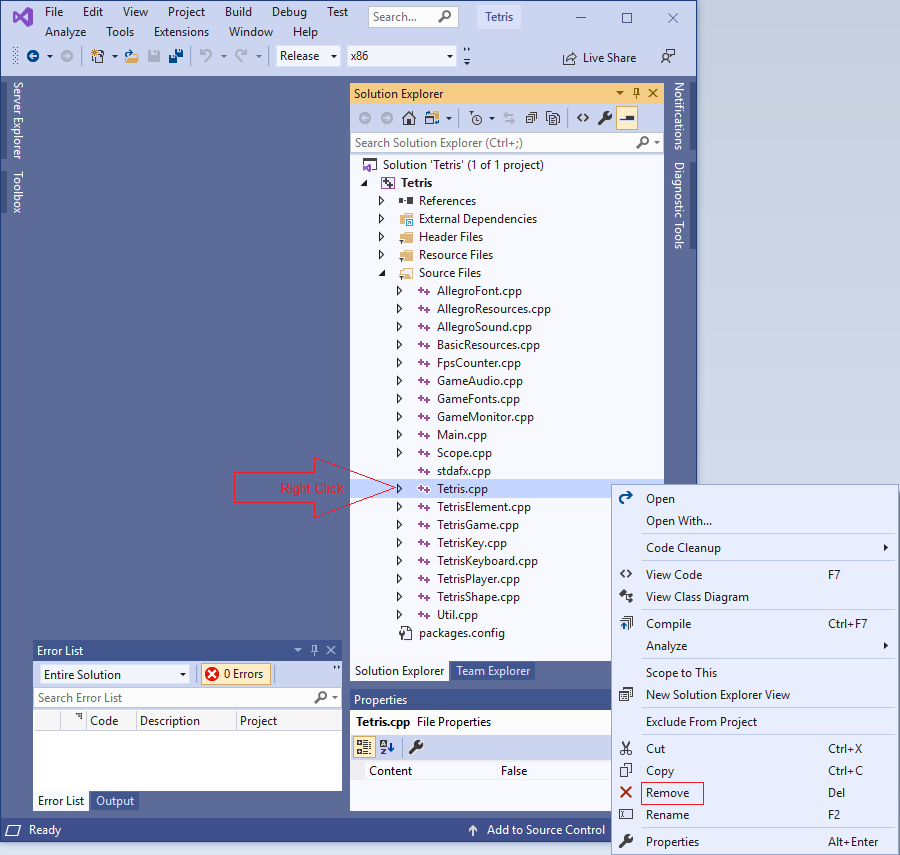 File Edit View Project Build Debug Test Search... Tetris
Analyze Tools Extensions Window Help
Release x86 Live Share
Server Explorer
Toolbox
Solution Explorer
Search Solution Explorer (Ctrl+;)
Solution 'Tetris' (1 of 1 project)
Tetris
References
External Dependencies
Header Files
Resource Files
Source Files
AllegroFont.cpp
AllegroResources.cpp
AllegroSound.cpp
BasicResources.cpp
FpsCounter.cpp
GameAudio.cpp
GameFonts.cpp
GameMonitor.cpp
Main.cpp
Scope.cpp
stdafx.cpp
Right Click
Tetris.cpp
TetrisElement.cpp
TetrisGame.cpp
TetrisKey.cpp
TetrisKeyboard.cpp
TetrisPlayer.cpp
TetrisShape.cpp
Util.cpp
packages.config
Solution Explorer Team Explorer
Notifications
Diagnostic Tools
Error List
Entire Solution 0 Errors
Search Error List
Code Description Project
Error List Output
Properties
Tetris.cpp File Properties
Content False
Ready Add to Source Control
Open
Open With...
Code Cleanup
View Code F7
View Class Diagram
Compile Ctrl+F7
Analyze
Scope to This
New Solution Explorer View
Exclude From Project
Cut Ctrl+X
Copy Ctrl+C
Remove Del
Rename F2
Properties Alt+Enter